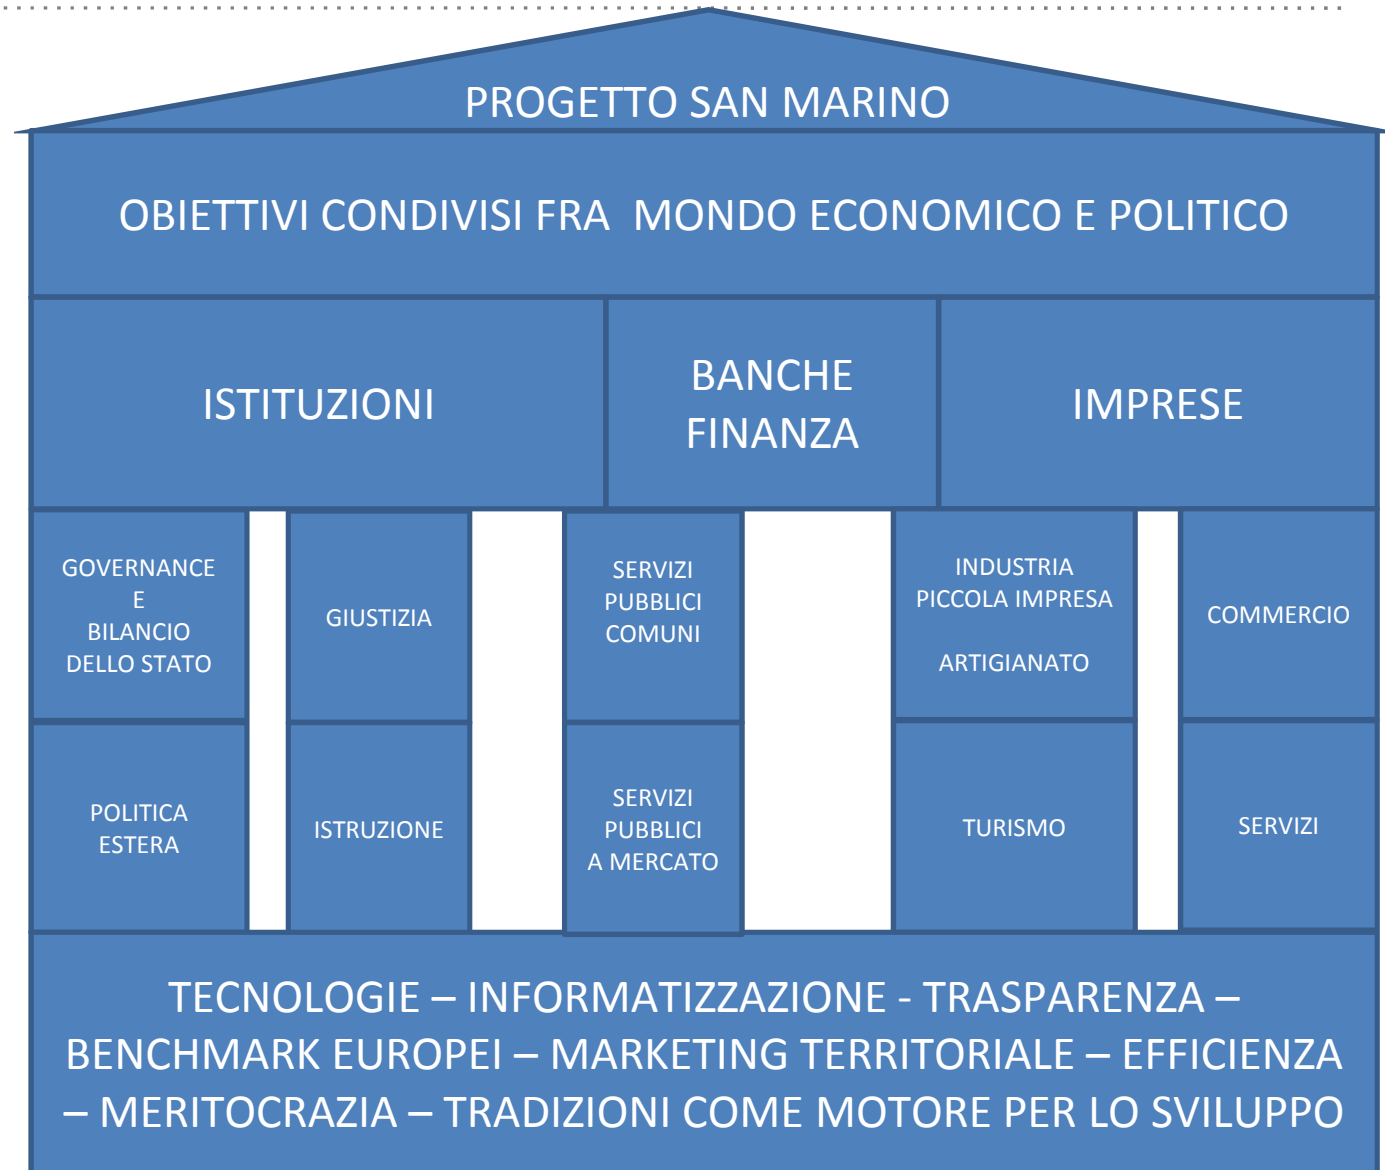 PROGETTO SAN MARINO
OBIETTIVI CONDIVISI FRA  MONDO ECONOMICO E POLITICO
ISTITUZIONI
BANCHE
FINANZA
IMPRESE
GOVERNANCE
E
BILANCIO
DELLO STATO
GIUSTIZIA
SERVIZI
PUBBLICI
COMUNI
INDUSTRIA
PICCOLA IMPRESA
ARTIGIANATO
COMMERCIO
POLITICA
ESTERA
ISTRUZIONE
SERVIZI
PUBBLICI
A MERCATO
TURISMO
SERVIZI
TECNOLOGIE – INFORMATIZZAZIONE - TRASPARENZA –
BENCHMARK EUROPEI – MARKETING TERRITORIALE – EFFICIENZA
– MERITOCRAZIA – TRADIZIONI COME MOTORE PER LO SVILUPPO